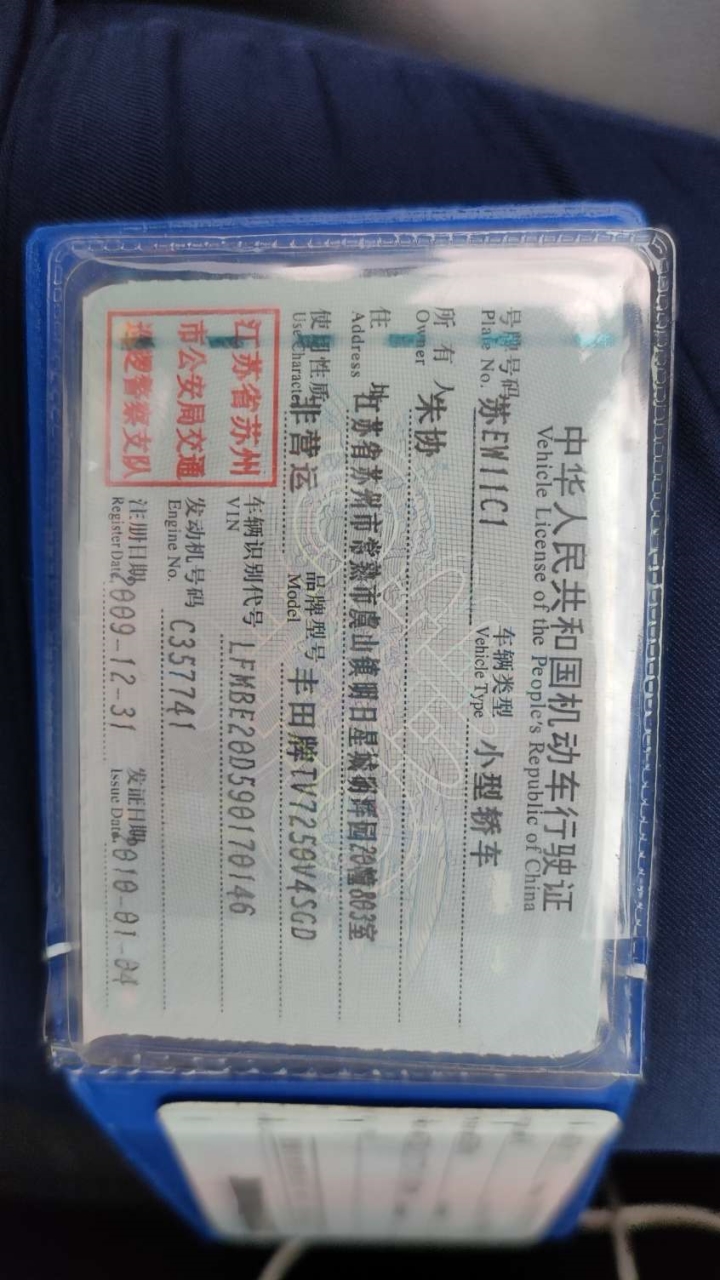 中华人民共和国机动车行驶证
Vehicle License of the People's Republic of China
号牌号码 苏EW11C1 车辆类型 小型轿车
Plate No. Vehicle Type
所有人 朱协
Owner
住址 江苏省苏州市常熟市虞山镇明日星城 园20幢803室
Address
使用性质 非营运 品牌型号 丰田牌TV7250V4SGD
Use Character Model
江苏省苏州
市公安局交通
巡逻警察支队
车辆识别代号 LFMBE20D590170146
VIN
发动机号码 C357741
Engine No.
注册日期 2009-12-31 发证日期 2010-01-04
Register Date Issue Date